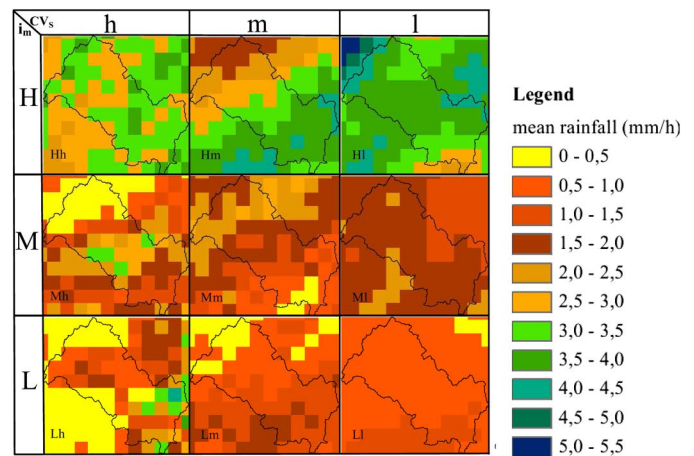 i_m CV_s h m l
H
Hh Hm Hl
M
Mh Mm Ml
L
Lh Lm Ll
Legend
mean rainfall (mm/h)
0 - 0,5
0,5 - 1,0
1,0 - 1,5
1,5 - 2,0
2,0 - 2,5
2,5 - 3,0
3,0 - 3,5
3,5 - 4,0
4,0 - 4,5
4,5 - 5,0
5,0 - 5,5